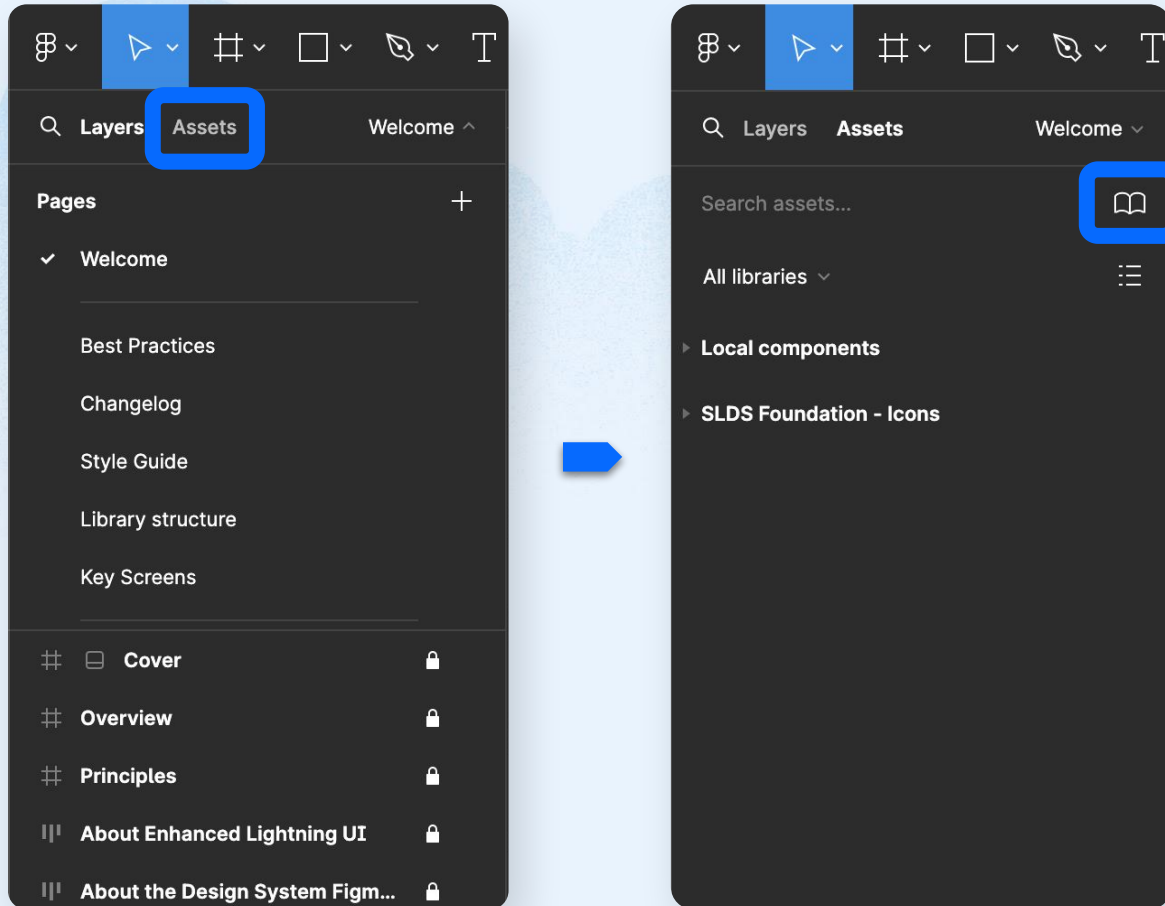 Layers Assets Welcome
Pages
Welcome
Best Practices
Changelog
Style Guide
Library structure
Key Screens
Cover
Overview
Principles
About Enhanced Lightning UI
About the Design System Figm...
Layers Assets Welcome
Search assets...
All libraries
Local components
SLDS Foundation - Icons